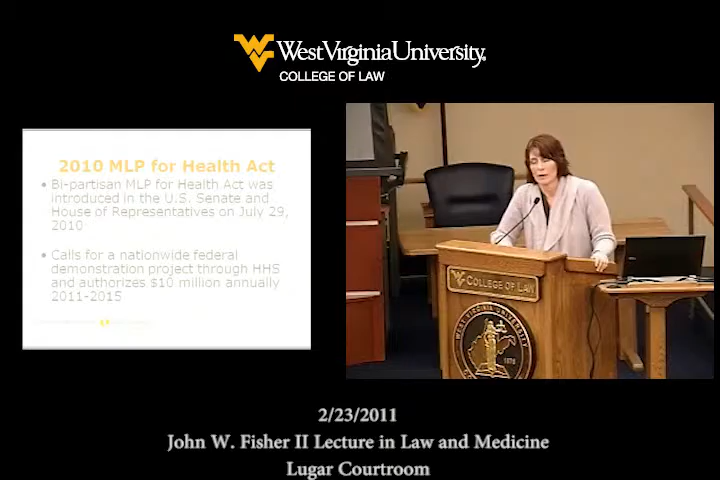 WestVirginiaUniversity.
COLLEGE OF LAW
2010 MLP for Health Act
• Bi-partisan MLP for Health Act was
introduced in the U.S. Senate and
House of Representatives on July 29,
2010
• Calls for a nationwide federal
demonstration project through HHS
and authorizes $10 million annually
2011-2015
COLLEGE OF LAW
WEST VIRGINIA UNIVERSITY
1878
2/23/2011
John W. Fisher II Lecture in Law and Medicine
Lugar Courtroom